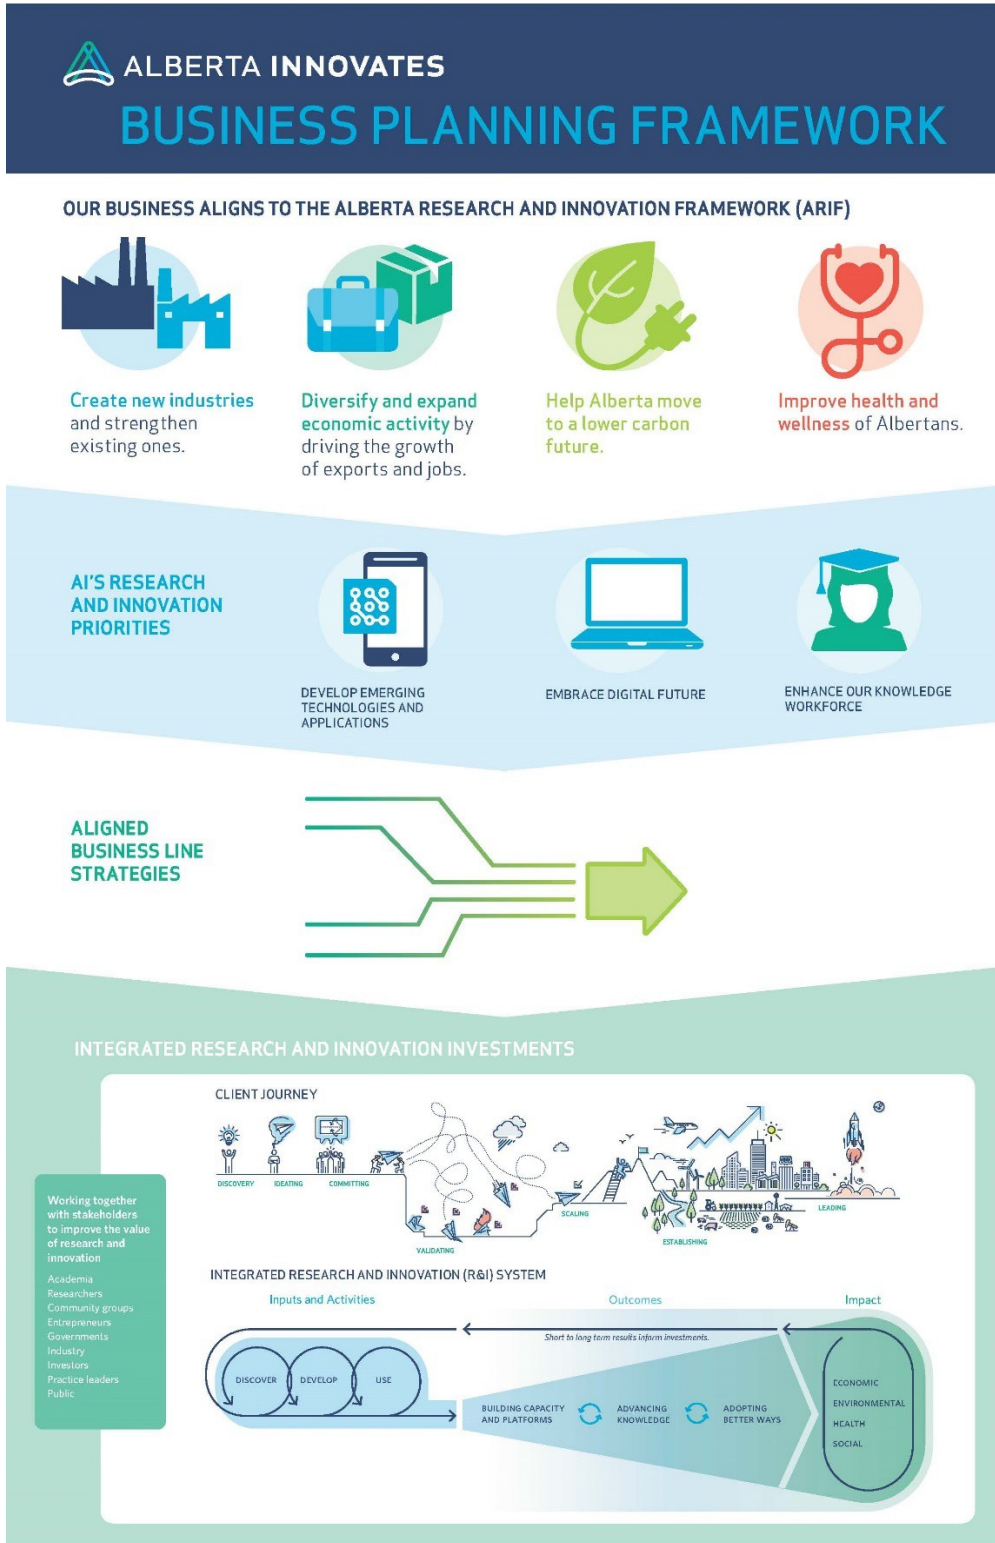 ALBERTA INNOVATES
BUSINESS PLANNING FRAMEWORK
OUR BUSINESS ALIGNS TO THE ALBERTA RESEARCH AND INNOVATION FRAMEWORK (ARIF)
Create new industries
and strengthen
existing ones.
Diversify and expand
economic activity by
driving the growth
of exports and jobs.
Help Alberta move
to a lower carbon
future.
Improve health and
wellness of Albertans.
AI'S RESEARCH
AND INNOVATION
PRIORITIES
DEVELOP EMERGING
TECHNOLOGIES AND
APPLICATIONS
EMBRACE DIGITAL FUTURE
ENHANCE OUR KNOWLEDGE
WORKFORCE
ALIGNED
BUSINESS LINE
STRATEGIES
INTEGRATED RESEARCH AND INNOVATION INVESTMENTS
Working together
with stakeholders
to improve the value
of research and
innovation
Academia
Researchers
Community groups
Entrepreneurs
Governments
Industry
Investors
Practice leaders
Public
CLIENT JOURNEY
DISCOVERY
IDEATING
COMMITTING
VALIDATING
SCALING
ESTABLISHING
LEADING
INTEGRATED RESEARCH AND INNOVATION (R&I) SYSTEM
Inputs and Activities
Outcomes
Impact
Short to long term results inform investments.
DISCOVER
DEVELOP
USE
BUILDING CAPACITY
AND PLATFORMS
ADVANCING
KNOWLEDGE
ADOPTING
BETTER WAYS
ECONOMIC
ENVIRONMENTAL
HEALTH
SOCIAL